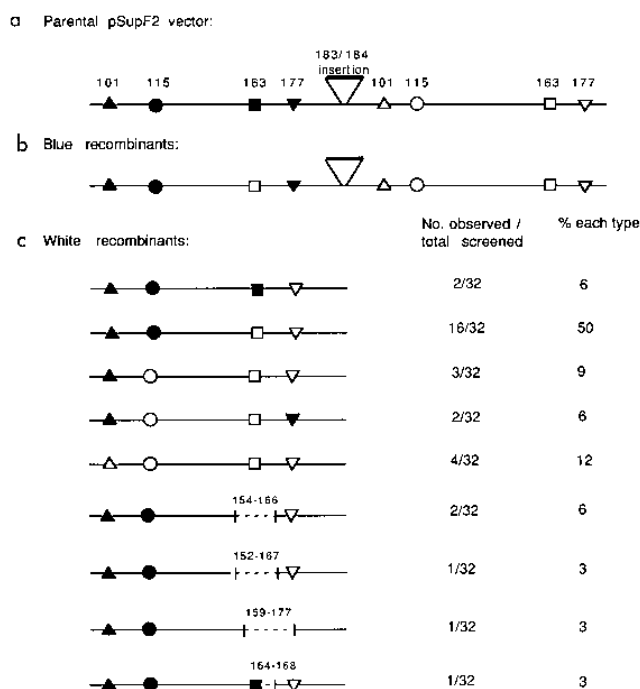 a Parental pSupF2 vector:
183/184
insertion
101 115 163 177 101 115 163 177
b Blue recombinants:
c White recombinants:
No. observed / total screened
% each type
2/32 6
16/32 50
3/32 9
2/32 6
4/32 12
154-166
2/32 6
152-167
1/32 3
159-177
1/32 3
164-168
1/32 3